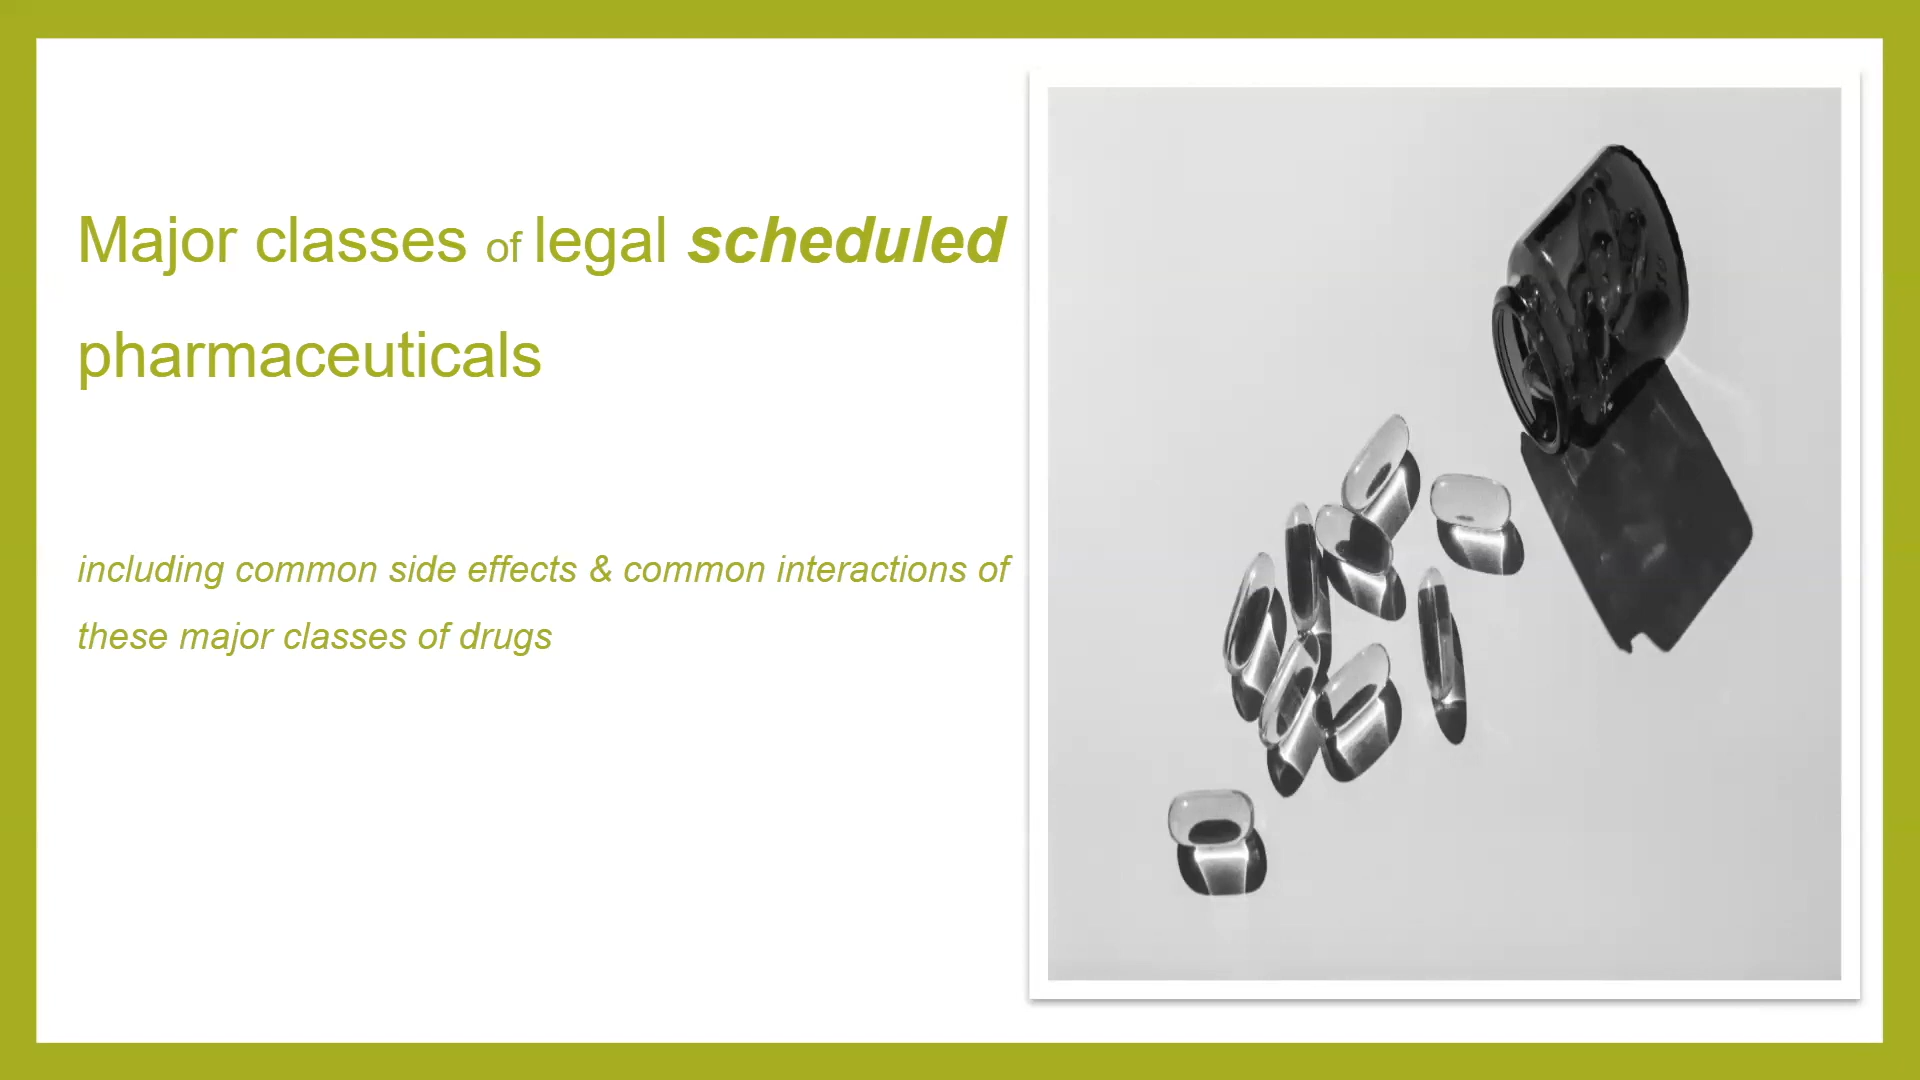 Major classes of legal scheduled
pharmaceuticals
including common side effects & common interactions of
these major classes of drugs